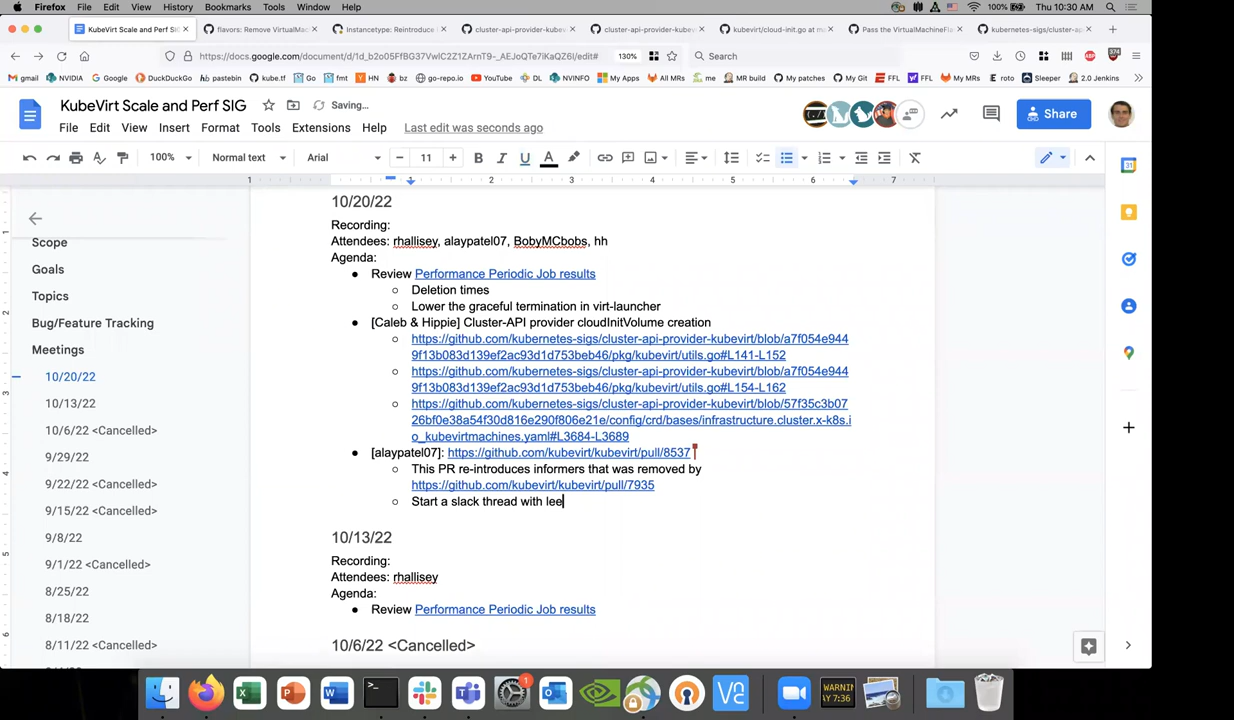 Firefox File Edit View History Bookmarks Tools Window Help 100% Thu 10:30 AM
KubeVirt Scale and Perf SIG flavors: Remove VirtualMac Instancetype: Reintroduce cluster-api-provider-kubevi cluster-api-provider-kubevi kubevirt/cloud-init.go at m Pass the VirtualMachineFl kubernetes-sigs/cluster-ap
https://docs.google.com/document/d/1d_b2o05FfBG37VwlC2Z1ZArnT9-_AEJoQTe7iKaQZ6I/edit# 130% Search 374
gmail NVIDIA Google DuckDuckGo pastebin kube.tf Go fmt HN bz go-repo.io YouTube DL NVINFO My Apps All MRs me MR build My patches My Git FFL FFL My MRs roto Sleeper 2.0 Jenkins
KubeVirt Scale and Perf SIG Saving...
File Edit View Insert Format Tools Extensions Help Last edit was seconds ago Share
100% Normal text Arial 11
1 1 2 3 4 5 6 7
Scope
Goals
Topics
Bug/Feature Tracking
Meetings
10/20/22
10/13/22
10/6/22 <Cancelled>
9/29/22
9/22/22 <Cancelled>
9/15/22 <Cancelled>
9/8/22
9/1/22 <Cancelled>
8/25/22
8/18/22
8/11/22 <Cancelled>
10/20/22
Recording:
Attendees: rhallisey, alaypatel07, BobyMCbobs, hh
Agenda:
● Review Performance Periodic Job results
○ Deletion times
○ Lower the graceful termination in virt-launcher
● [Caleb & Hippie] Cluster-API provider cloudInitVolume creation
○ https://github.com/kubernetes-sigs/cluster-api-provider-kubevirt/blob/a7f054e944
9f13b083d139ef2ac93d1d753beb46/pkg/kubevirt/utils.go#L141-L152
○ https://github.com/kubernetes-sigs/cluster-api-provider-kubevirt/blob/a7f054e944
9f13b083d139ef2ac93d1d753beb46/pkg/kubevirt/utils.go#L154-L162
○ https://github.com/kubernetes-sigs/cluster-api-provider-kubevirt/blob/57f35c3b07
26bf0e38a54f30d816e290f806e21e/config/crd/bases/infrastructure.cluster.x-k8s.i
o_kubevirtmachines.yaml#L3684-L3689
● [alaypatel07]: https://github.com/kubevirt/kubevirt/pull/8537
○ This PR re-introduces informers that was removed by
https://github.com/kubevirt/kubevirt/pull/7935
○ Start a slack thread with lee
10/13/22
Recording:
Attendees: rhallisey
Agenda:
● Review Performance Periodic Job results
10/6/22 <Cancelled>